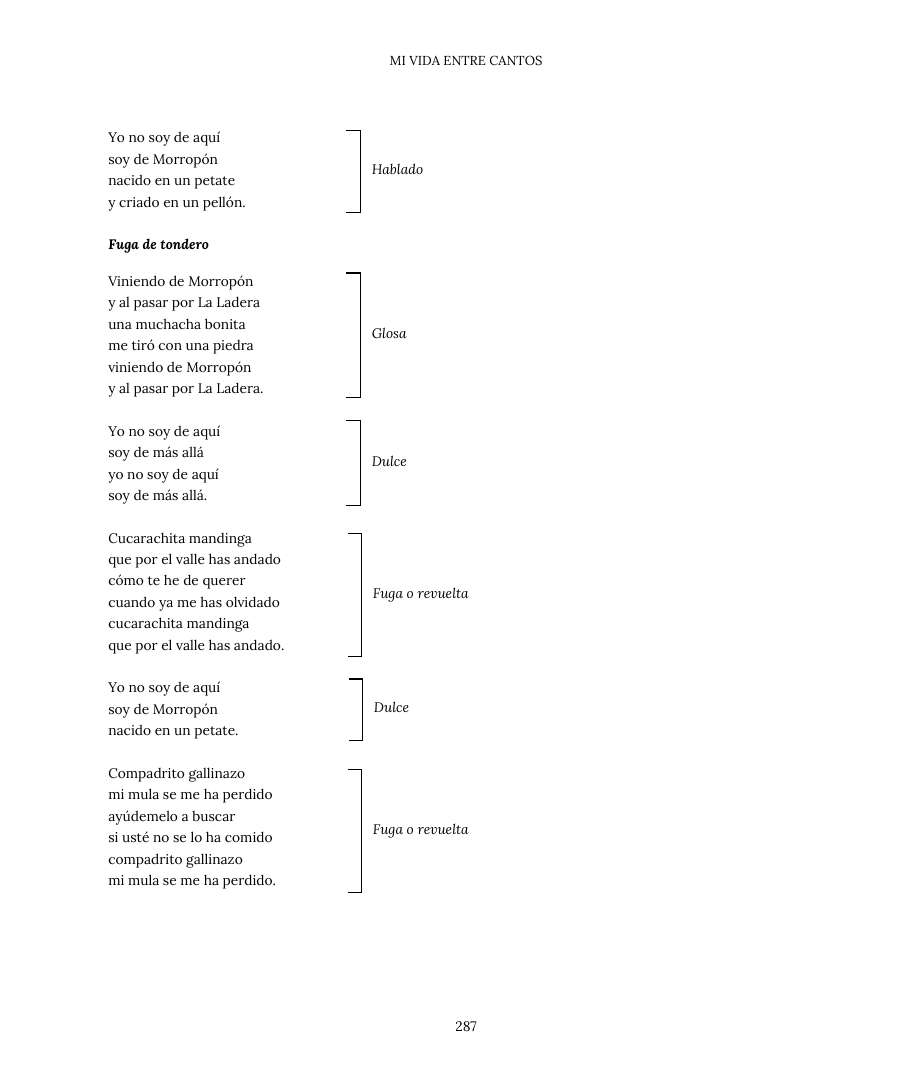 MI VIDA ENTRE CANTOS
Yo no soy de aquí
soy de Morropón
nacido en un petate
y criado en un pellón.
Hablado
Fuga de tondero
Viniendo de Morropón
y al pasar por La Ladera
una muchacha bonita
me tiró con una piedra
viniendo de Morropón
y al pasar por La Ladera.
Glosa
Yo no soy de aquí
soy de más allá
yo no soy de aquí
soy de más allá.
Dulce
Cucarachita mandinga
que por el valle has andado
cómo te he de querer
cuando ya me has olvidado
cucarachita mandinga
que por el valle has andado.
Fuga o revuelta
Yo no soy de aquí
soy de Morropón
nacido en un petate.
Dulce
Compadrito gallinazo
mi mula se me ha perdido
ayúdemelo a buscar
si usté no se lo ha comido
compadrito gallinazo
mi mula se me ha perdido.
Fuga o revuelta
287